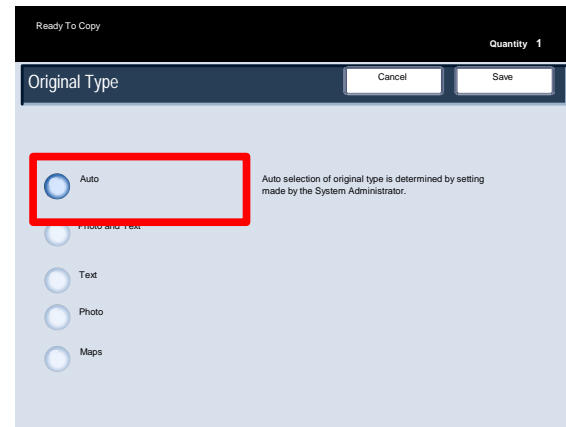 Ready To Copy
Quantity 1
Original Type
Cancel
Save
Auto
Auto selection of original type is determined by setting
made by the System Administrator.
Photo and Text
Text
Photo
Maps